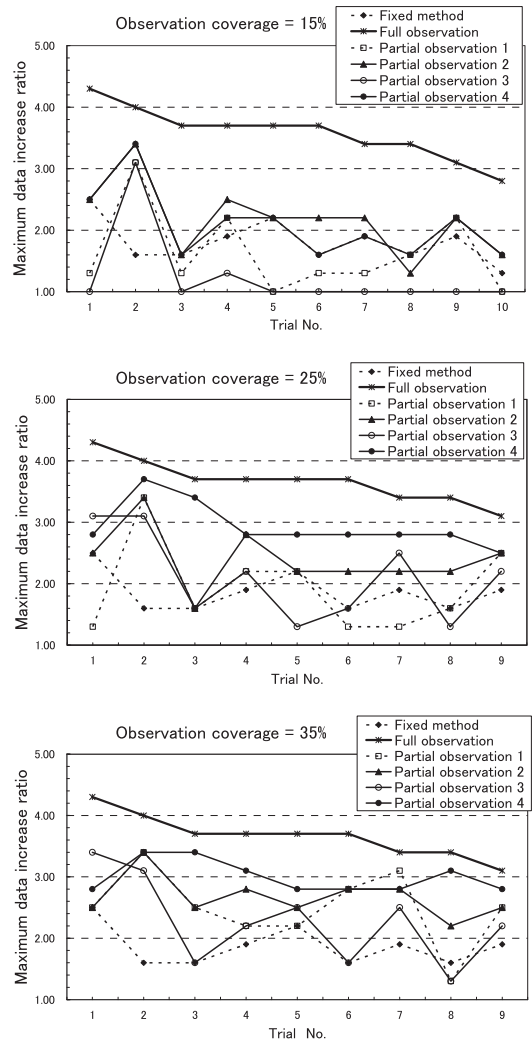 Observation coverage = 15%
Fixed method
Full observation
Partial observation 1
Partial observation 2
Partial observation 3
Partial observation 4
Maximum data increase ratio
5.00
4.00
3.00
2.00
1.00
1 2 3 4 5 6 7 8 9 10
Trial No.
Observation coverage = 25%
Fixed method
Full observation
Partial observation 1
Partial observation 2
Partial observation 3
Partial observation 4
Maximum data increase ratio
5.00
4.00
3.00
2.00
1.00
1 2 3 4 5 6 7 8 9
Trial No.
Observation coverage = 35%
Fixed method
Full observation
Partial observation 1
Partial observation 2
Partial observation 3
Partial observation 4
Maximum data increase ratio
5.00
4.00
3.00
2.00
1.00
1 2 3 4 5 6 7 8 9
Trial No.